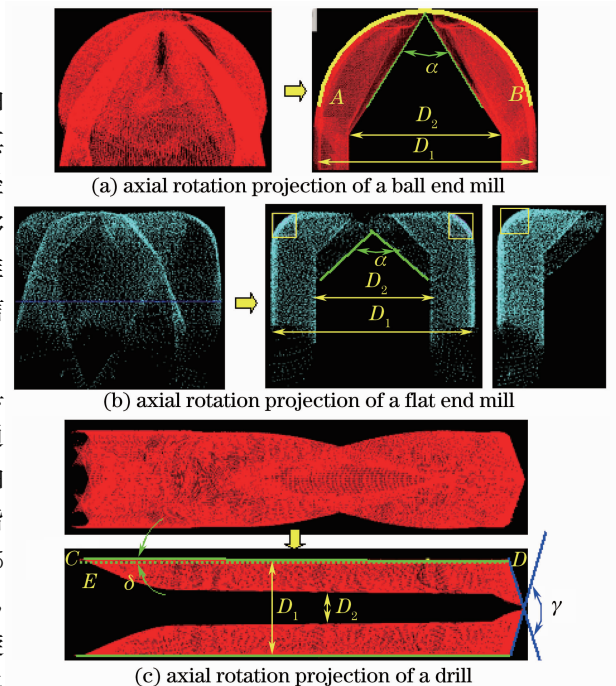 α
A
B
D₂
D₁
(a) axial rotation projection of a ball end mill
α
D₂
D₁
(b) axial rotation projection of a flat end mill
C
D
E
δ
D₁
D₂
γ
(c) axial rotation projection of a drill